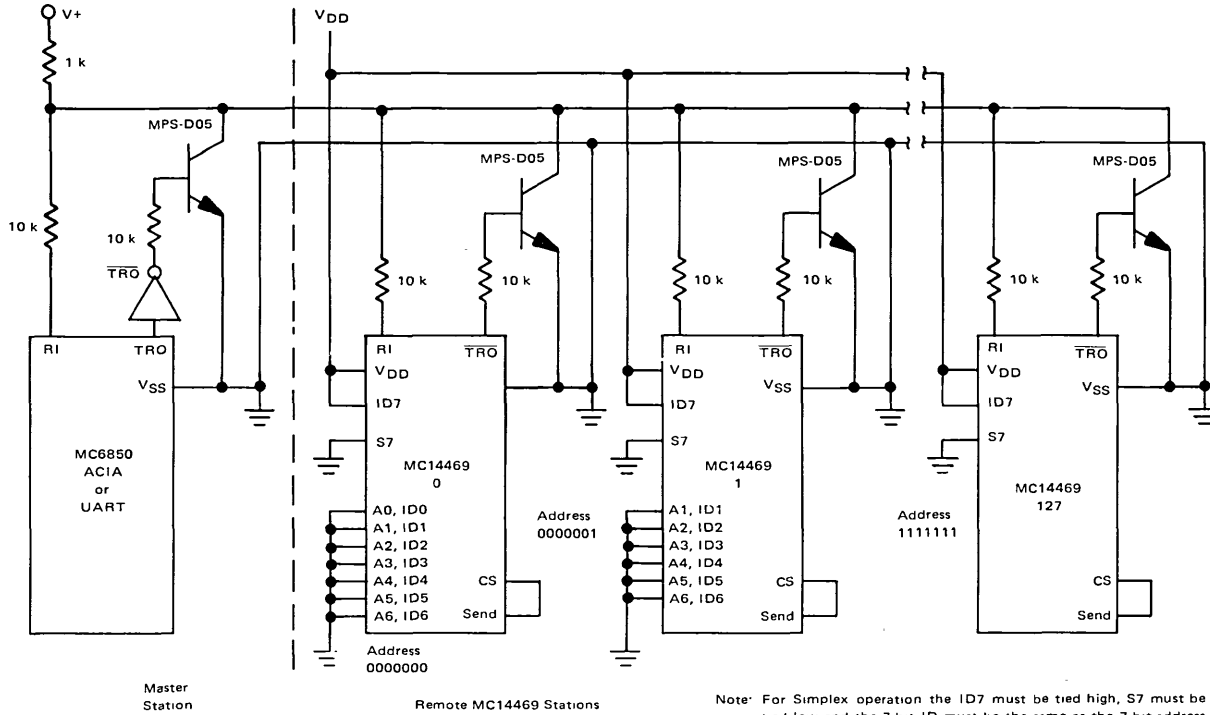 V+
1 k
VDD
MPS-D05
10 k
10 k
TRO
RI
TRO
VSS
MC6850
ACIA
or
UART
Master
Station
MPS-D05
10 k
10 k
RI
TRO
VDD
ID7
S7
MC14469
0
A0, ID0
A1, ID1
A2, ID2
A3, ID3
A4, ID4
A5, ID5
A6, ID6
CS
Send
Address
0000000
Address
0000001
MPS-D05
10 k
10 k
RI
TRO
VDD
VSS
ID7
S7
MC14469
1
A1, ID1
A2, ID2
A3, ID3
A4, ID4
A5, ID5
A6, ID6
CS
Send
MPS-D05
10 k
10 k
RI
TRO
VDD
VSS
ID7
S7
MC14469
127
Address
1111111
CS
Send
Remote MC14469 Stations
Note: For Simplex operation the ID7 must be tied high, S7 must be